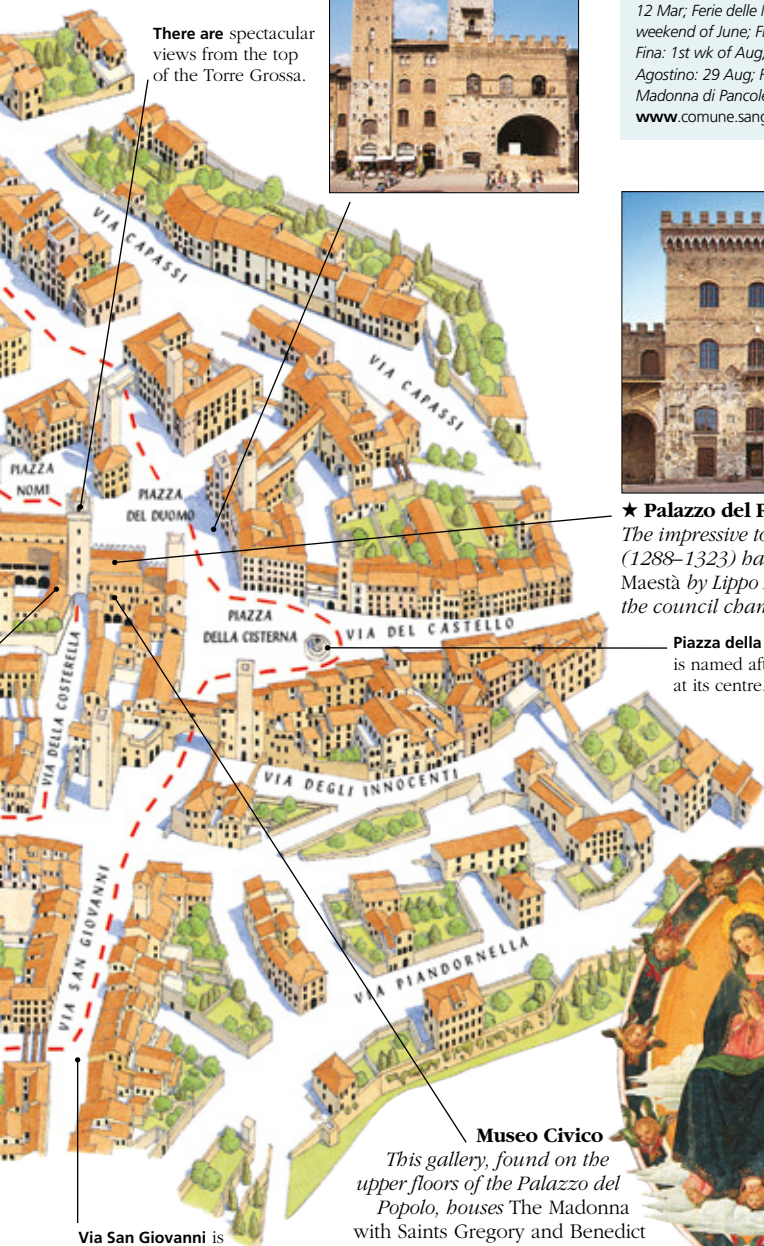 There are spectacular
views from the top
of the Torre Grossa.
12 Mar; Ferie delle
weekend of June;
Fina: 1st wk of Aug;
Agostino: 29 Aug;
Madonna di Pancole
www.comune.sang
VIA CAPASSI
VIA CAPASSI
PIAZZA
NOMI
PIAZZA
DEL DUOMO
★ Palazzo del P
The impressive to
(1288–1323) ha
Maestà by Lippo
the council cham
PIAZZA
DELLA CISTERNA
VIA DEL CASTELLO
Piazza della
is named aft
at its centre.
VIA DELLA COSTERELLA
VIA DEGLI INNOCENTI
VIA SAN GIOVANNI
VIA PIANDORNELLA
Museo Civico
This gallery, found on the
upper floors of the Palazzo del
Popolo, houses The Madonna
with Saints Gregory and Benedict
Via San Giovanni is